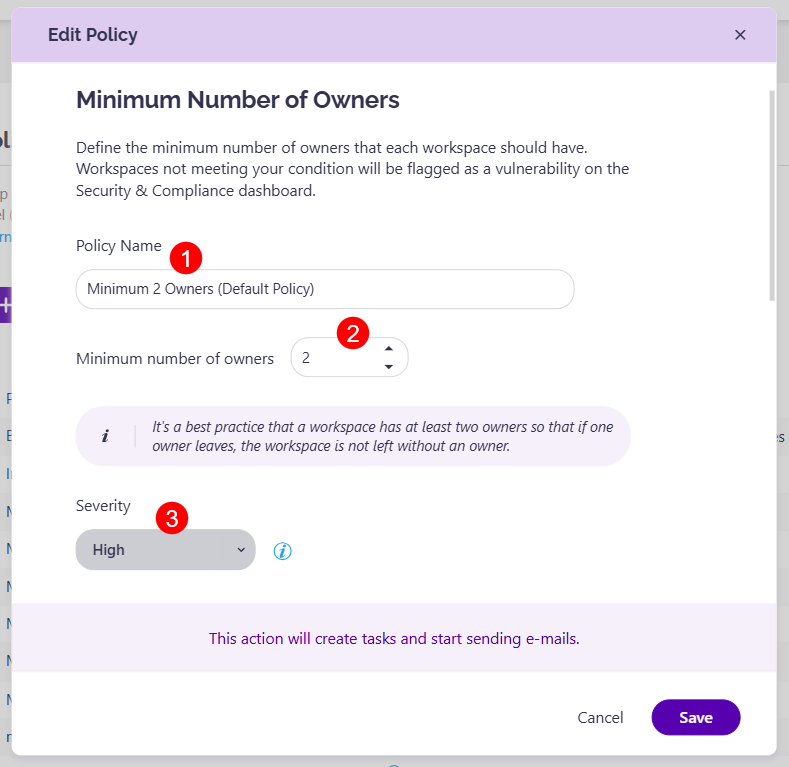 Edit Policy
Minimum Number of Owners
Define the minimum number of owners that each workspace should have.
Workspaces not meeting your condition will be flagged as a vulnerability on the
Security & Compliance dashboard.
Policy Name
1
Minimum 2 Owners (Default Policy)
2
Minimum number of owners
2
i
It's a best practice that a workspace has at least two owners so that if one
owner leaves, the workspace is not left without an owner.
Severity
3
High
i
This action will create tasks and start sending e-mails.
Cancel
Save